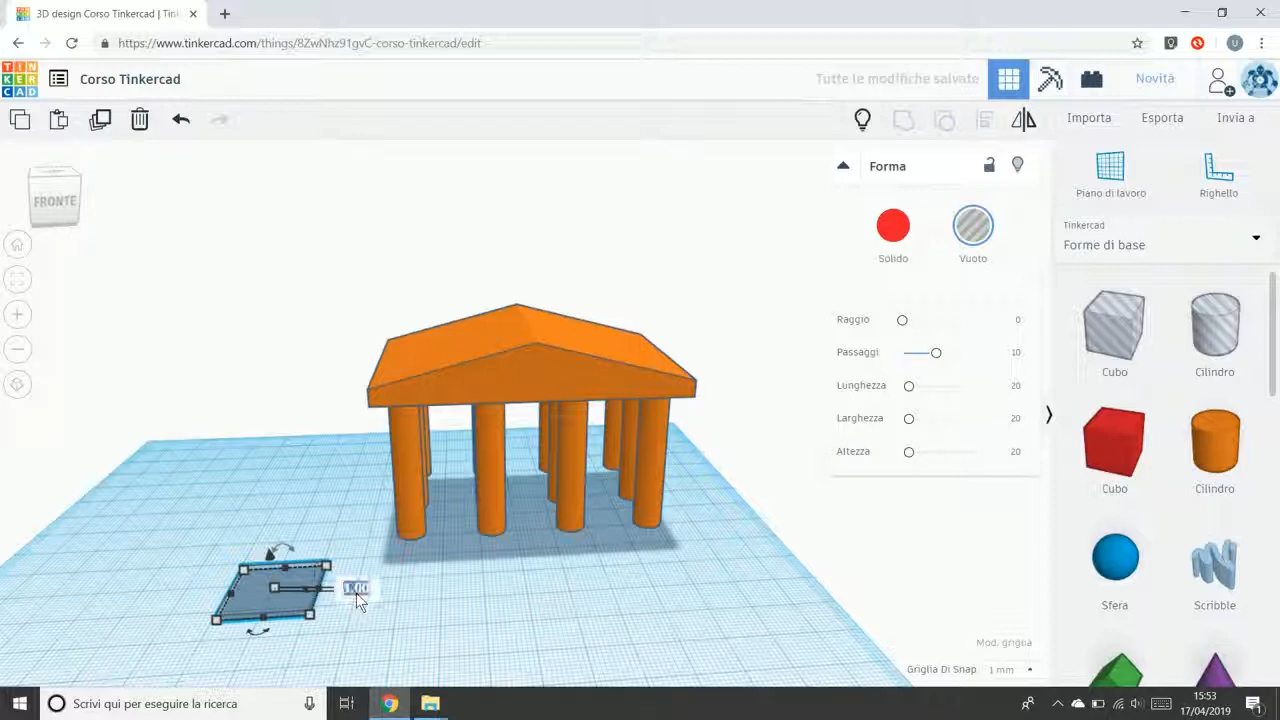 3D design Corso Tinkercad | Tin
https://www.tinkercad.com/things/8ZwNhz91gvC-corso-tinkercad/edit
U
TIN
KER
CAD
Corso Tinkercad
Tutte le modifiche salvate
Novità
Importa
Esporta
Invia a
FRONTE
Forma
Solido
Vuoto
Raggio
0
Passaggi
10
Lunghezza
20
Larghezza
20
Altezza
20
1.00
Mod. griglia
Griglia Di Snap
1 mm
Piano di lavoro
Righello
Tinkercad
Forme di base
Cubo
Cilindro
Cubo
Cilindro
Sfera
Scribble
Scrivi qui per eseguire la ricerca
15:53
17/04/2019
1